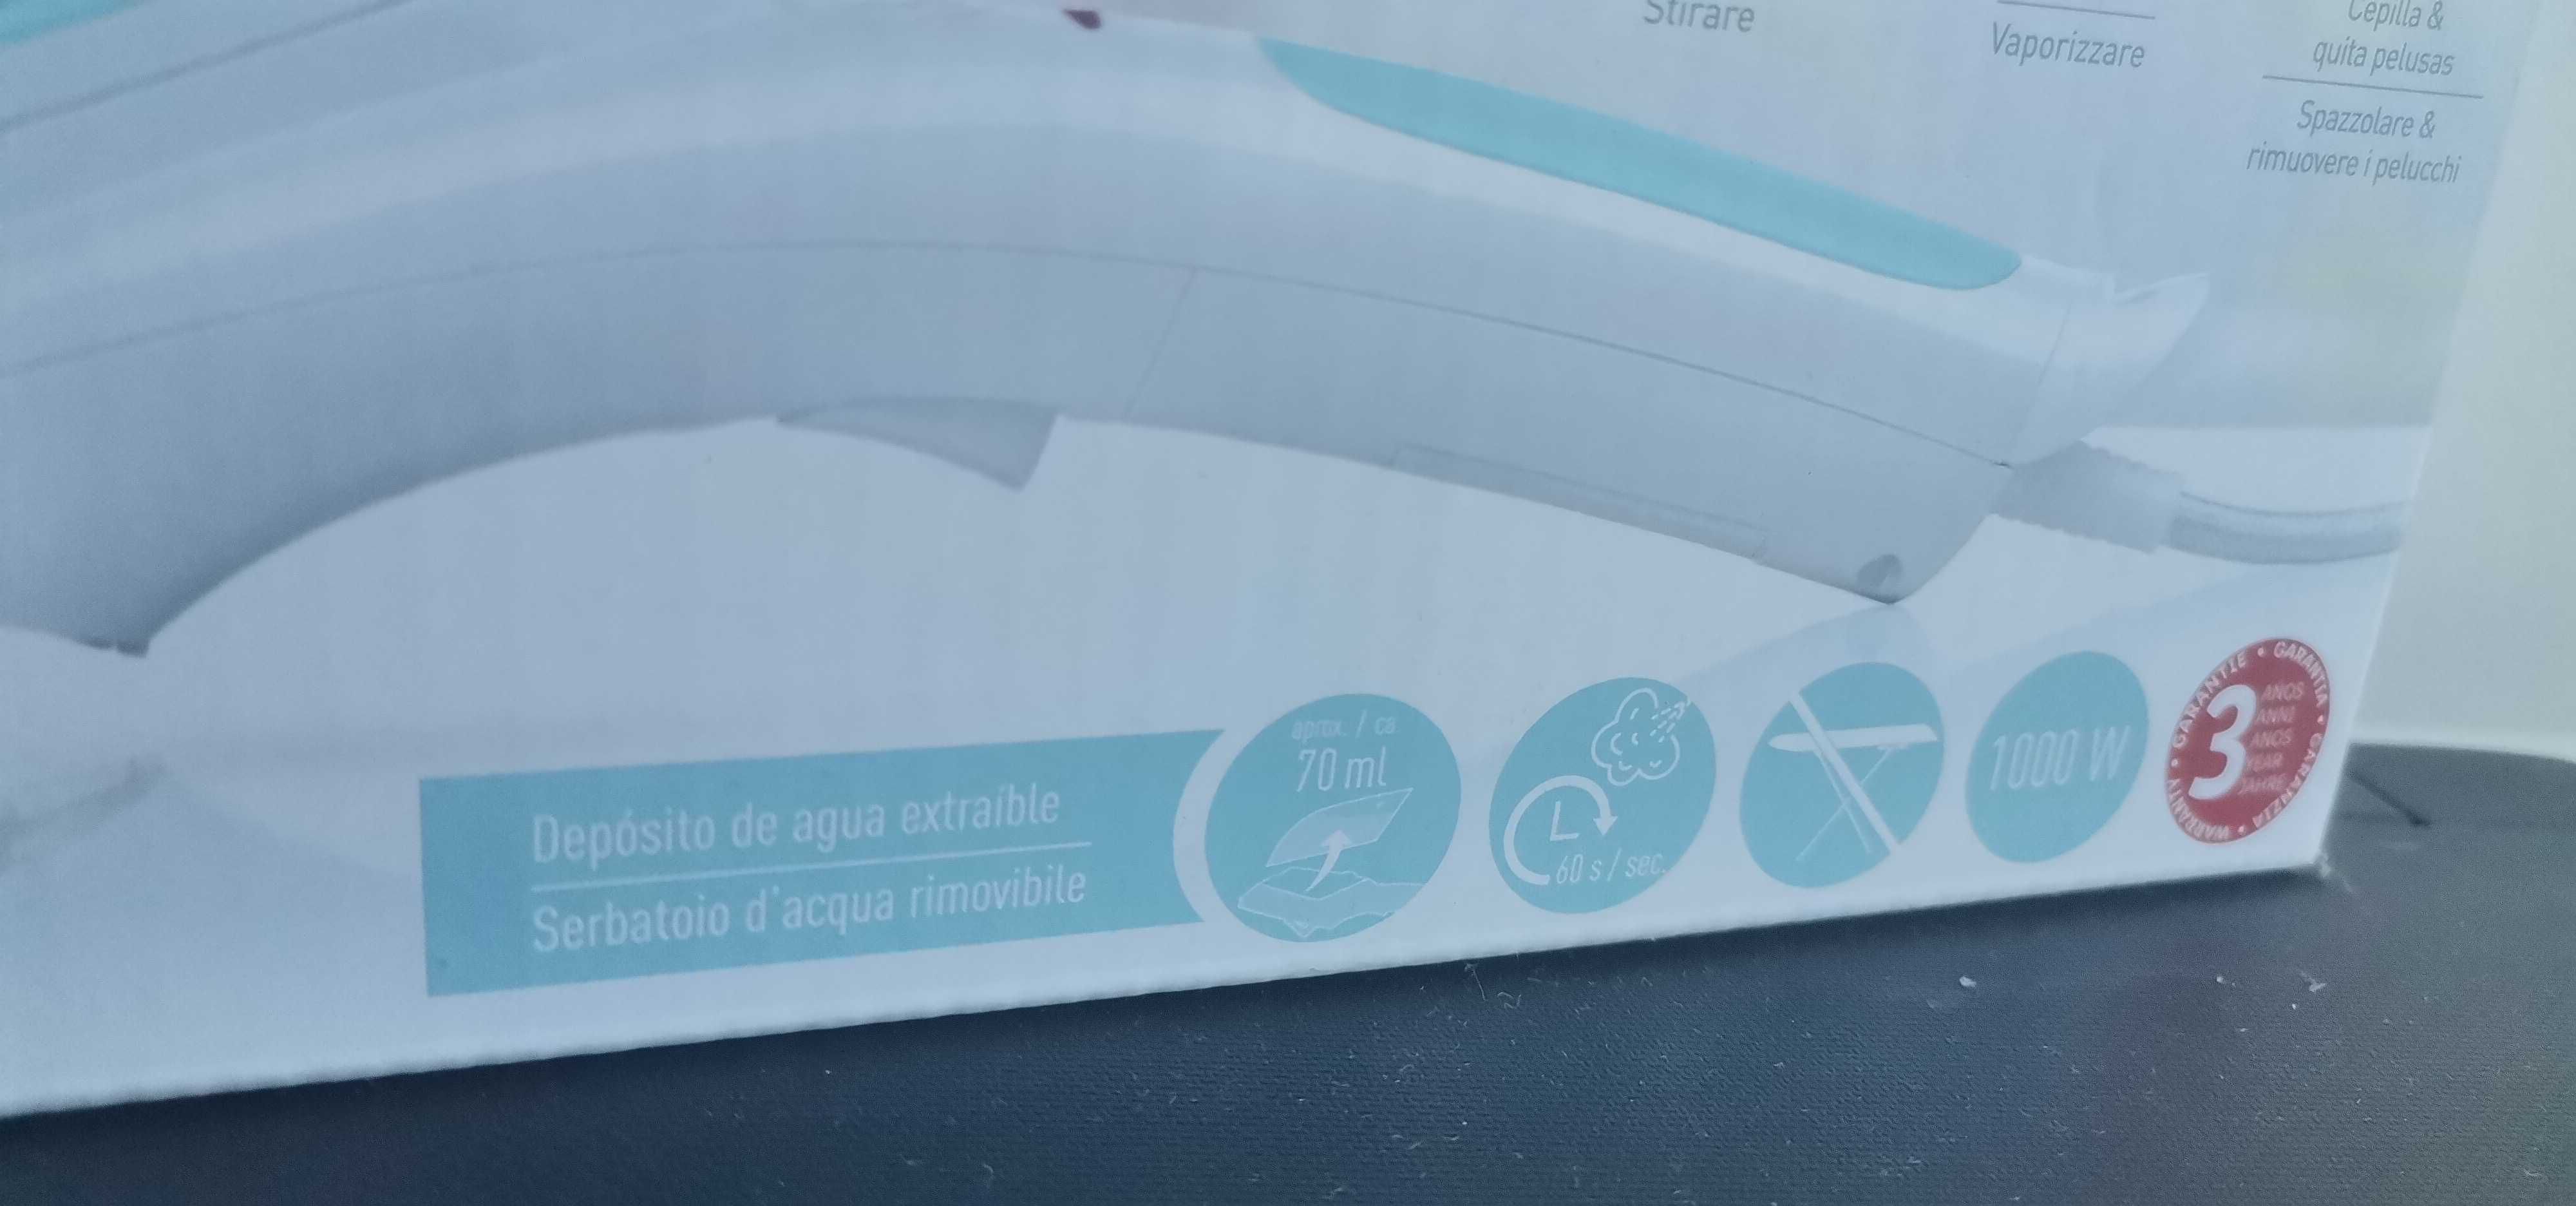 Stirare
Vaporizzare
Cepilla &
quita pelusas
Spazzolare &
rimuovere i pelucchi
Depósito de agua extraíble
Serbatoio d'acqua rimovibile
aprox. / ca.
70 ml
60 s / sec.
1000 W
GARANTIE • GARANTIA • GARANZIA • WARRANTY •
3
AÑOS
ANNI
ANOS
YEAR
JAHRE